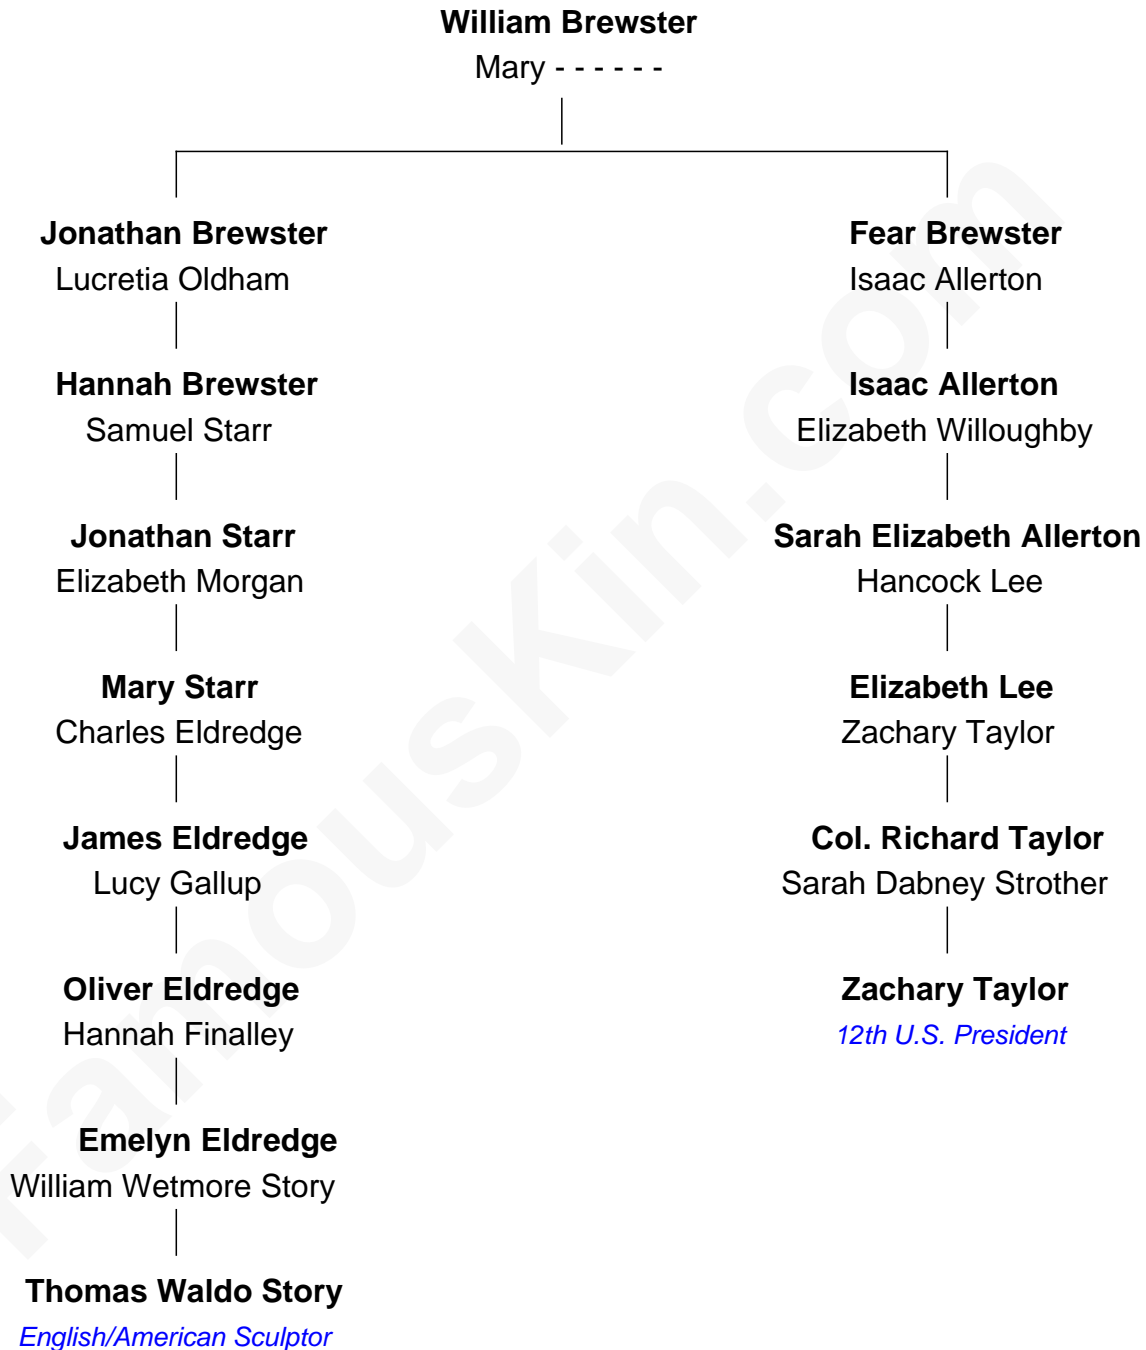 William Brewster
Mary - - - - - -
Jonathan Brewster
Lucretia Oldham
Fear Brewster
Isaac Allerton
Hannah Brewster
Samuel Starr
Isaac Allerton
Elizabeth Willoughby
Jonathan Starr
Elizabeth Morgan
Sarah Elizabeth Allerton
Hancock Lee
Mary Starr
Charles Eldredge
Elizabeth Lee
Zachary Taylor
James Eldredge
Lucy Gallup
Col. Richard Taylor
Sarah Dabney Strother
Oliver Eldredge
Hannah Finalley
Zachary Taylor
12th U.S. President
Emelyn Eldredge
William Wetmore Story
Thomas Waldo Story
English/American Sculptor
FamousKin.com